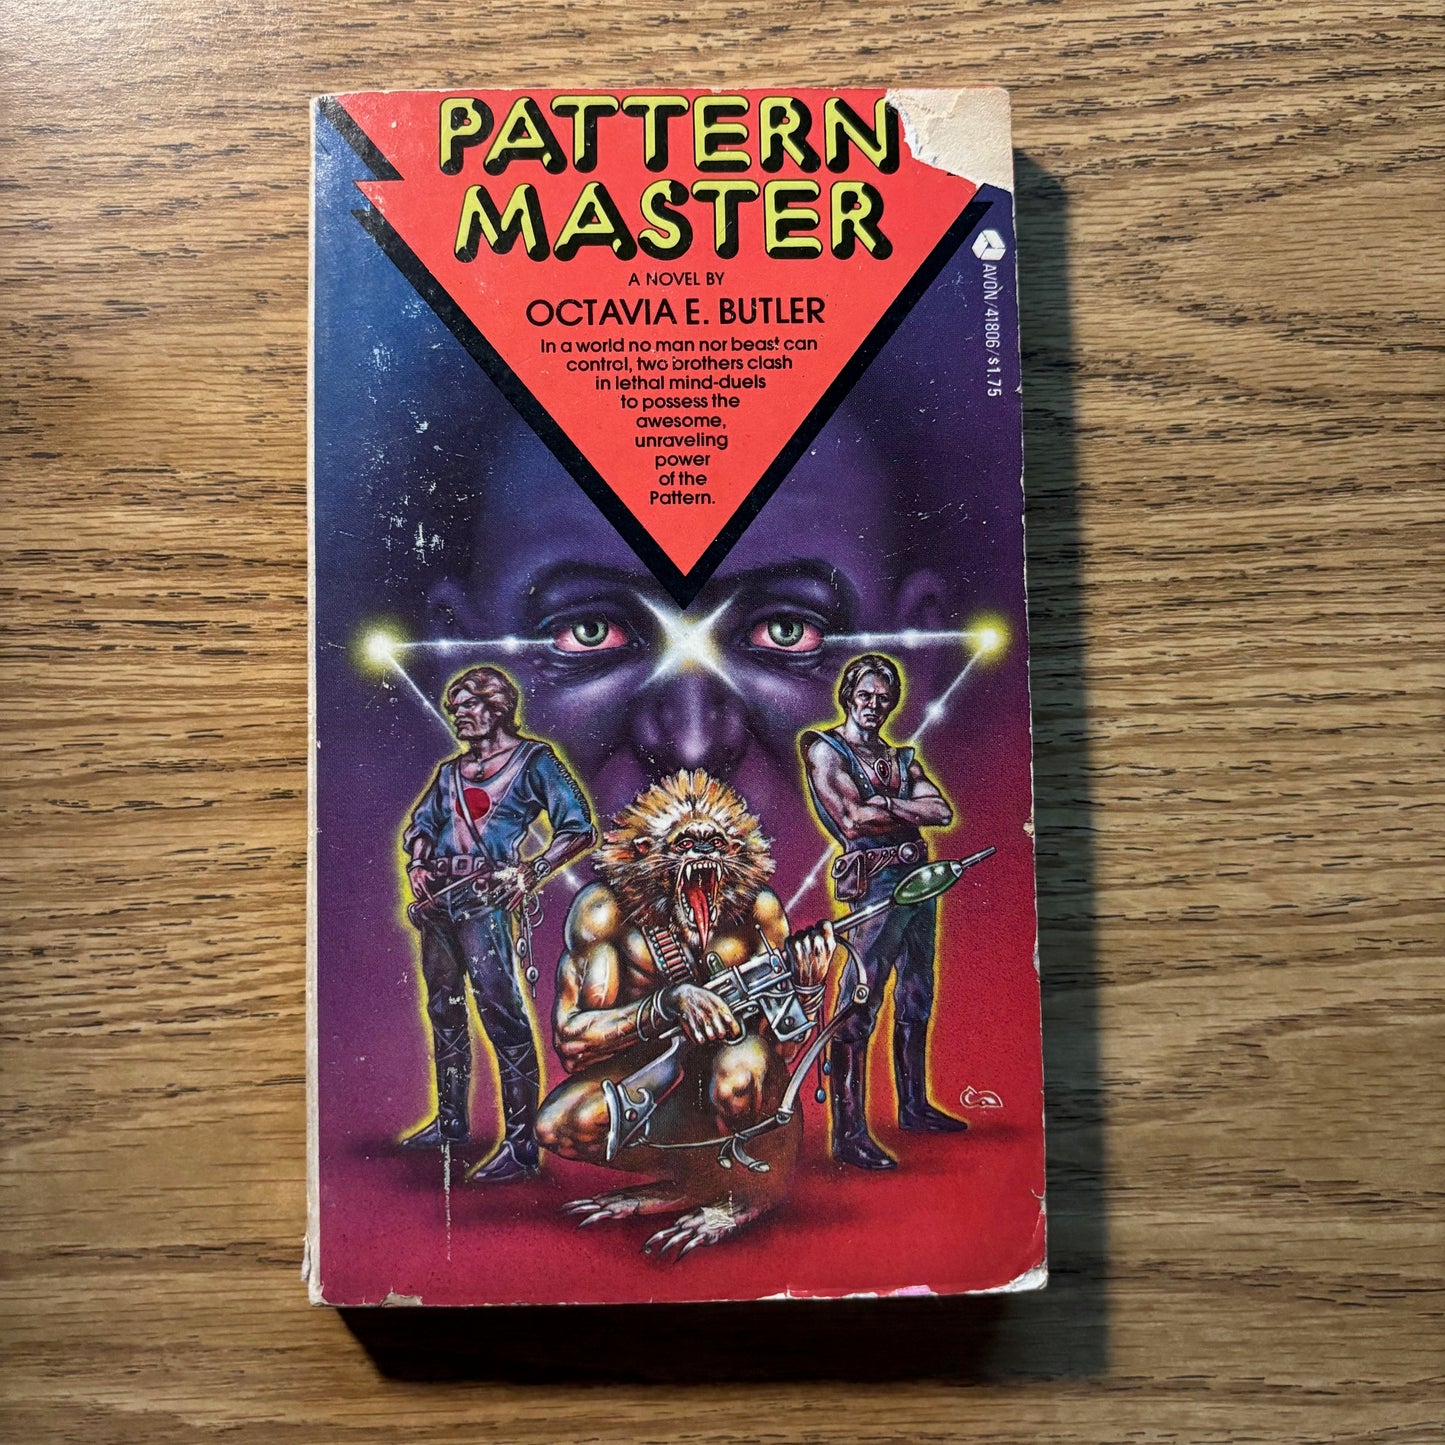 PATTERN
MASTER
A NOVEL BY
OCTAVIA E. BUTLER
In a world no man nor beast can
control, two brothers clash
in lethal mind-duels
to possess the
awesome,
unraveling
power
of the
Pattern.
AVON/41806/$1.75